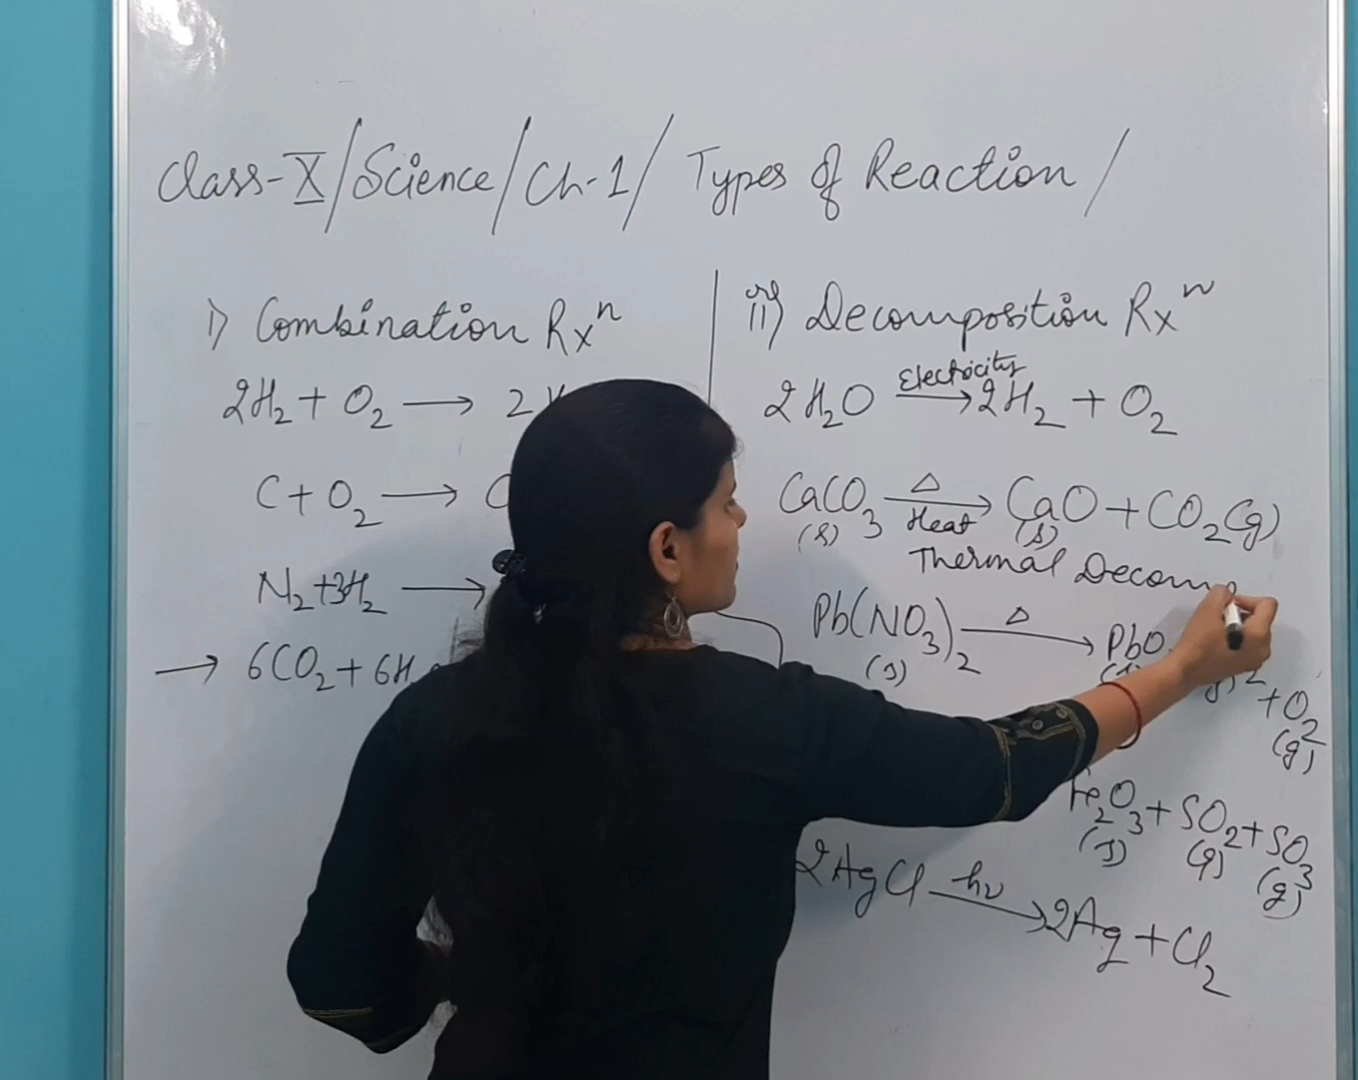 Class-X/Science/Ch-1/Types of Reaction/
i) Combination Rxⁿ
2H₂ + O₂ → 2
C + O₂ →
N₂ + 3H₂ →
→ 6CO₂ + 6H
ii) Decomposition Rxⁿ
2H₂O Electricity → 2H₂ + O₂
CaCO₃ (s) Δ Heat → CaO (s) + CO₂(g)
Thermal Decom
Pb(NO₃)₂ (s) Δ → PbO
+ O₂ (g)
Fe₂O₃ (s) + SO₂ (g) + SO₃ (g)
2AgCl hν → 2Ag + Cl₂